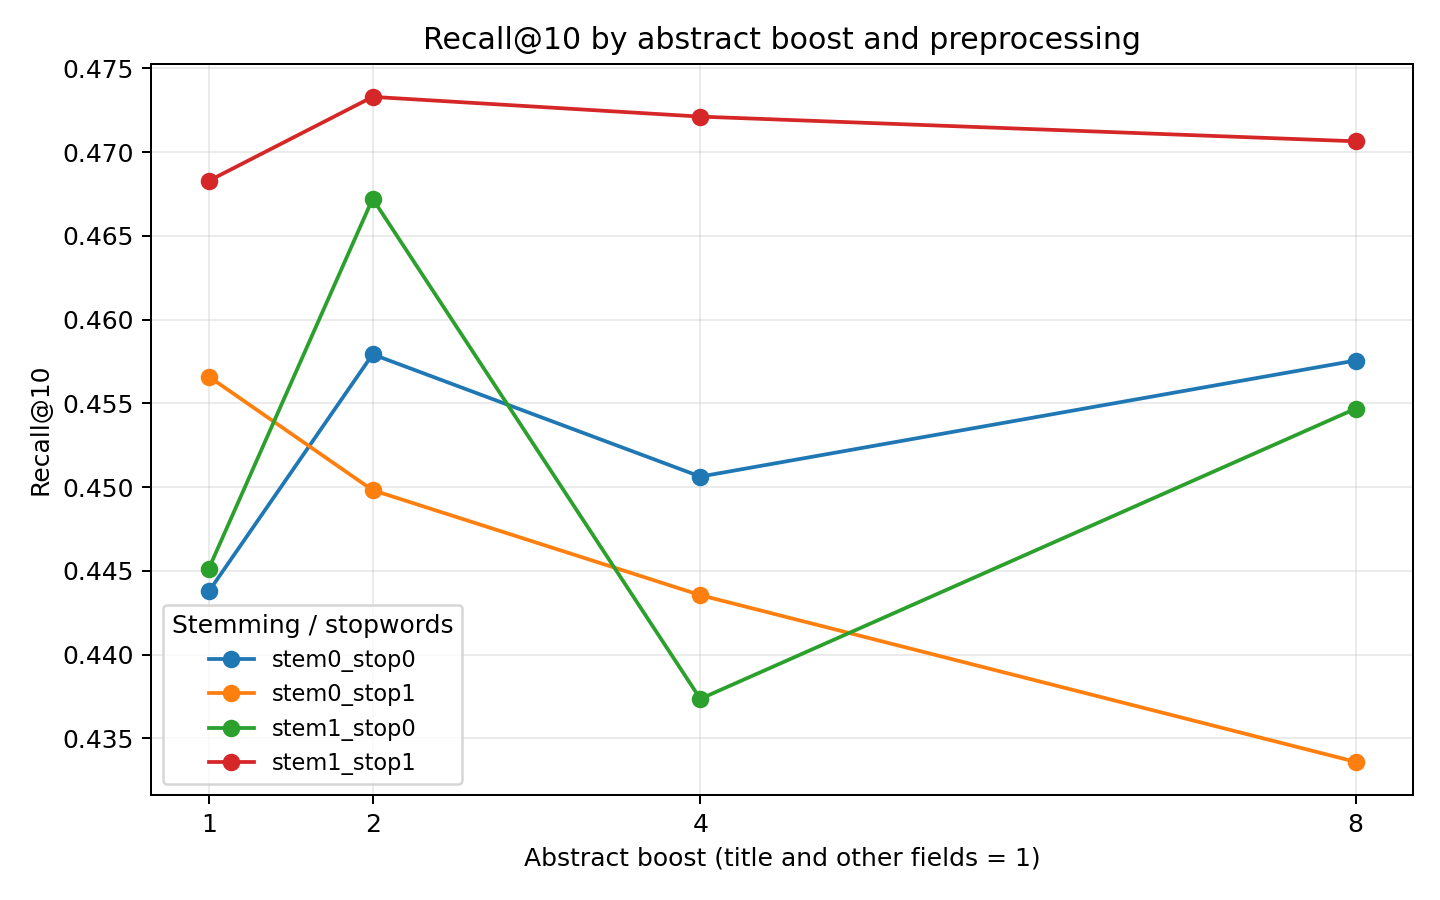 Recall@10 by abstract boost and preprocessing
Recall@10
0.475
0.470
0.465
0.460
0.455
0.450
0.445
0.440
0.435
Stemming / stopwords
stem0_stop0
stem0_stop1
stem1_stop0
stem1_stop1
1 2 4 8
Abstract boost (title and other fields = 1)